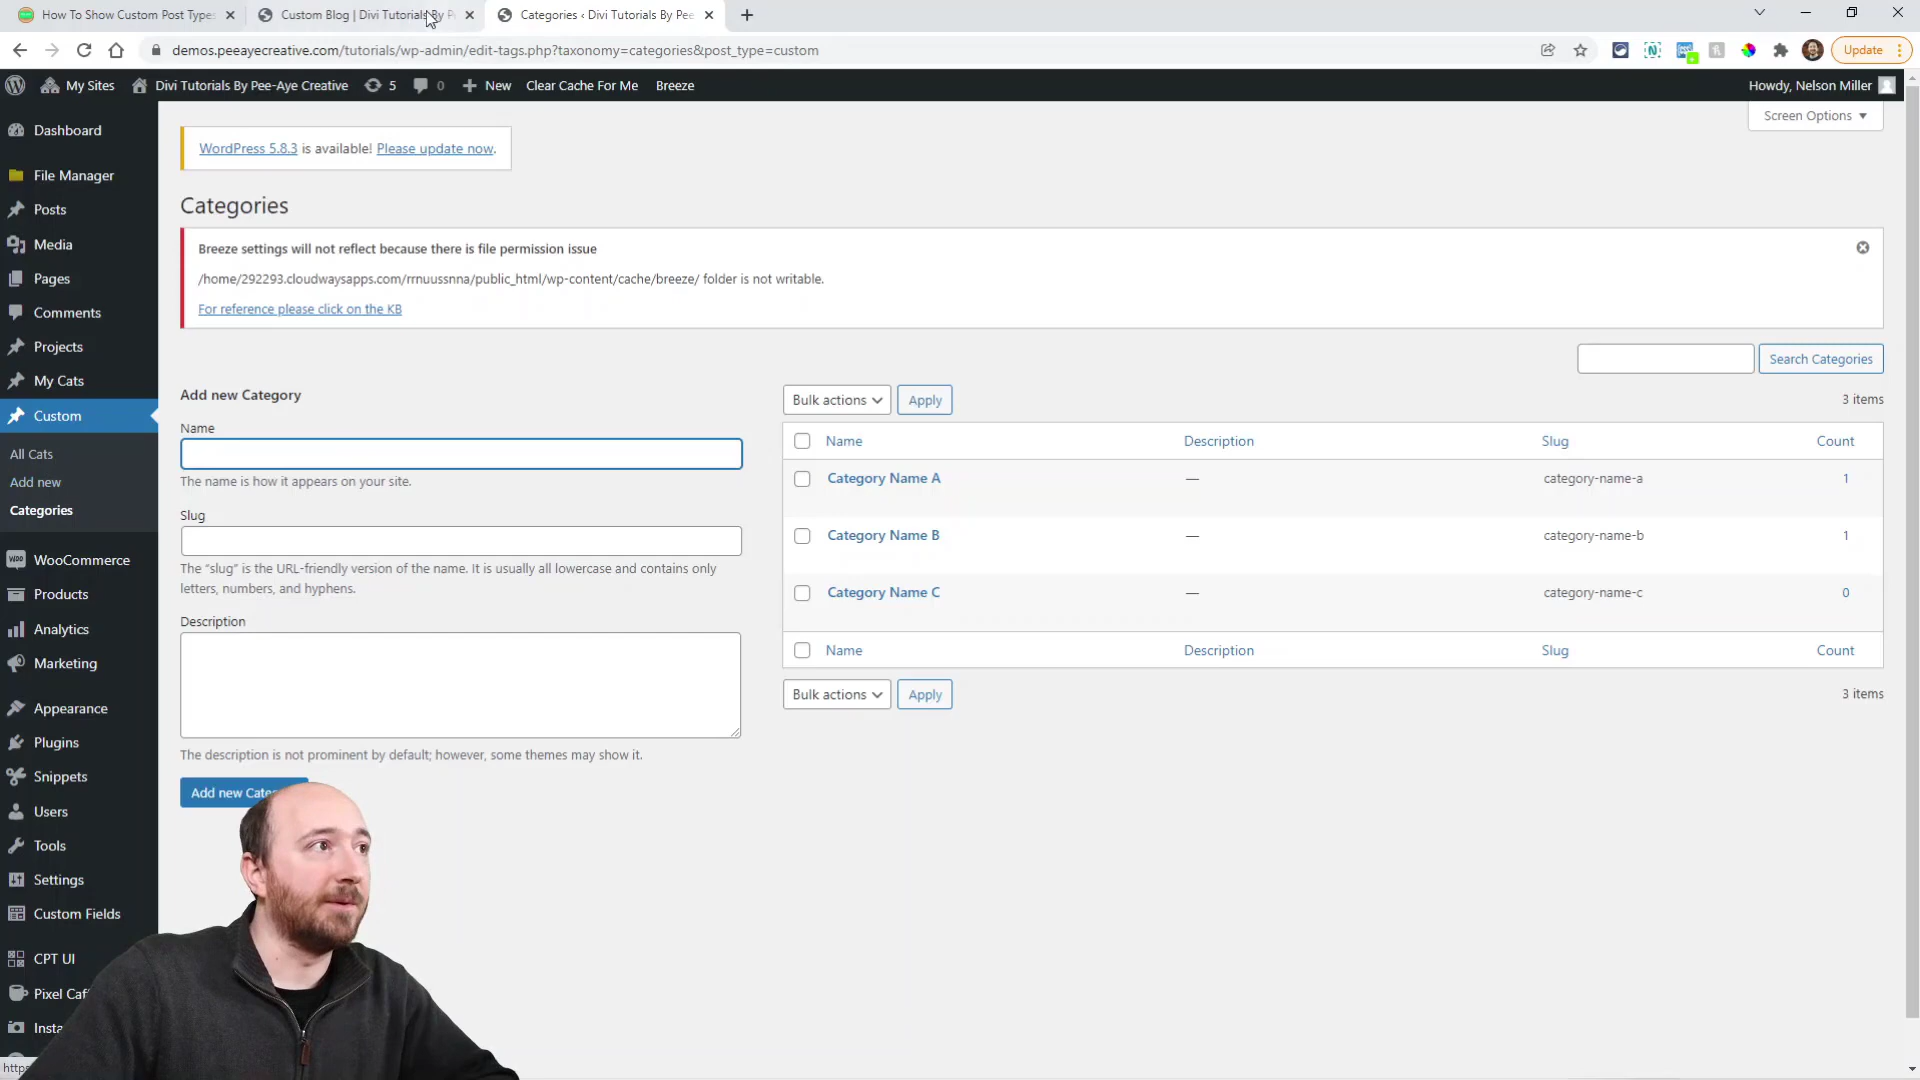 How To Show Custom Post Types
Custom Blog | Divi Tutorials By P
Categories ‹ Divi Tutorials By Pee
demos.peeayecreative.com/tutorials/wp-admin/edit-tags.php?taxonomy=categories&post_type=custom
Update
My Sites
Divi Tutorials By Pee-Aye Creative
5
0
New
Clear Cache For Me
Breeze
Howdy, Nelson Miller
Screen Options
Dashboard
File Manager
Posts
Media
Pages
Comments
Projects
My Cats
Custom
All Cats
Add new
Categories
WooCommerce
Products
Analytics
Marketing
Appearance
Plugins
Snippets
Users
Tools
Settings
Custom Fields
CPT UI
Pixel Caf
Insta
http
WordPress 5.8.3 is available! Please update now.
Categories
Breeze settings will not reflect because there is file permission issue
/home/292293.cloudwaysapps.com/rrnuussnna/public_html/wp-content/cache/breeze/ folder is not writable.
For reference please click on the KB
Search Categories
Add new Category
Name
The name is how it appears on your site.
Slug
The “slug” is the URL-friendly version of the name. It is usually all lowercase and contains only
letters, numbers, and hyphens.
Description
The description is not prominent by default; however, some themes may show it.
Add new Cate
Bulk actions Apply 3 items
Name Description Slug Count
Category Name A — category-name-a 1
Category Name B — category-name-b 1
Category Name C — category-name-c 0
Name Description Slug Count
Bulk actions Apply 3 items